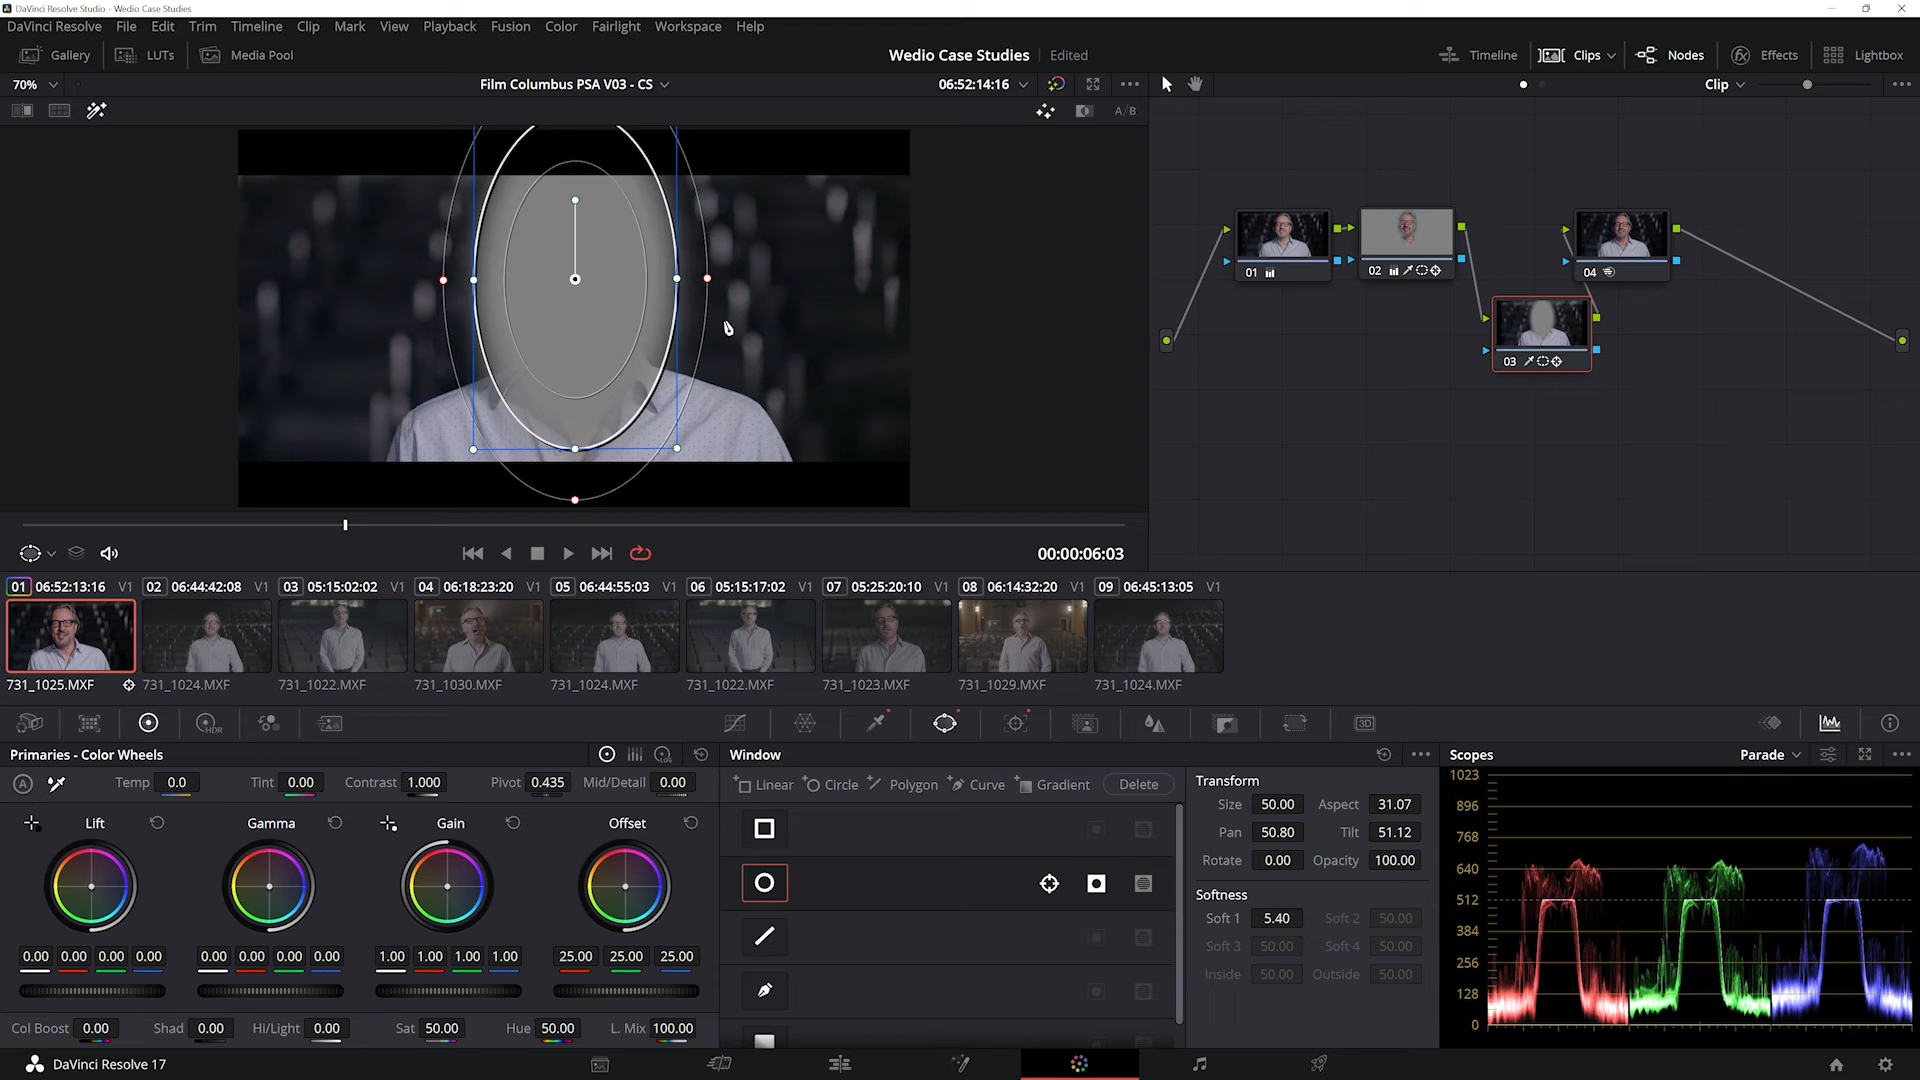 DaVinci Resolve Studio - Wedio Case Studies
DaVinci Resolve File Edit Trim Timeline Clip Mark View Playback Fusion Color Fairlight Workspace Help
Gallery LUTs Media Pool Wedio Case Studies Edited Timeline Clips Nodes Effects Lightbox
70% Film Columbus PSA V03 - CS 06:52:14:16 Clip
A/B
01
02
04
03
00:00:06:03
01 06:52:13:16 V1 02 06:44:42:08 V1 03 05:15:02:02 V1 04 06:18:23:20 V1 05 06:44:55:03 V1 06 05:15:17:02 V1 07 05:25:20:10 V1 08 06:14:32:20 V1 09 06:45:13:05 V1
731_1025.MXF 731_1024.MXF 731_1022.MXF 731_1030.MXF 731_1024.MXF 731_1022.MXF 731_1023.MXF 731_1029.MXF 731_1024.MXF
HDR 3D
Primaries - Color Wheels LOG Window Scopes Parade
A Temp 0.0 Tint 0.00 Contrast 1.000 Pivot 0.435 Mid/Detail 0.00
Linear Circle Polygon Curve Gradient Delete
Lift Gamma Gain Offset
0.00 0.00 0.00 0.00 0.00 0.00 0.00 0.00 1.00 1.00 1.00 1.00 25.00 25.00 25.00
Col Boost 0.00 Shad 0.00 Hi/Light 0.00 Sat 50.00 Hue 50.00 L. Mix 100.00
Transform
Size 50.00 Aspect 31.07
Pan 50.80 Tilt 51.12
Rotate 0.00 Opacity 100.00
Softness
Soft 1 5.40 Soft 2 50.00
Soft 3 50.00 Soft 4 50.00
Inside 50.00 Outside 50.00
1023
896
768
640
512
384
256
128
0
DaVinci Resolve 17